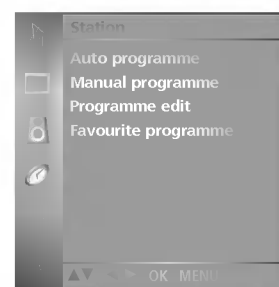 Station
Auto programme
Manual programme
Programme edit
Favourite programme
▲▼ ◄ ► OK MENU